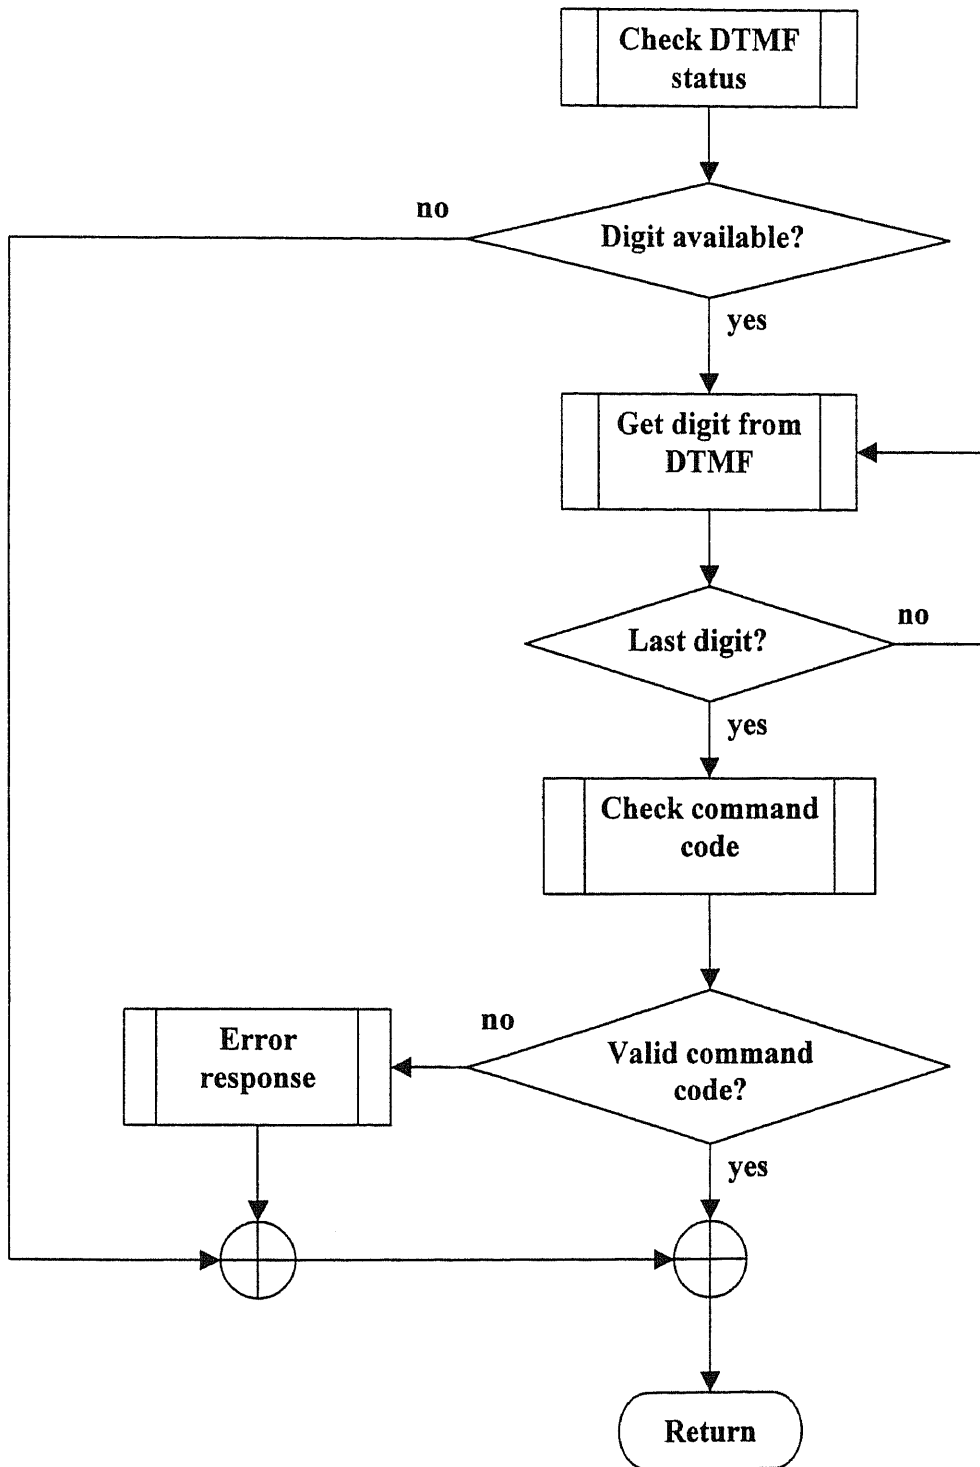 Check DTMF
status
no
Digit available?
yes
Get digit from
DTMF
Last digit?
no
yes
Check command
code
Error
response
no
Valid command
code?
yes
Return